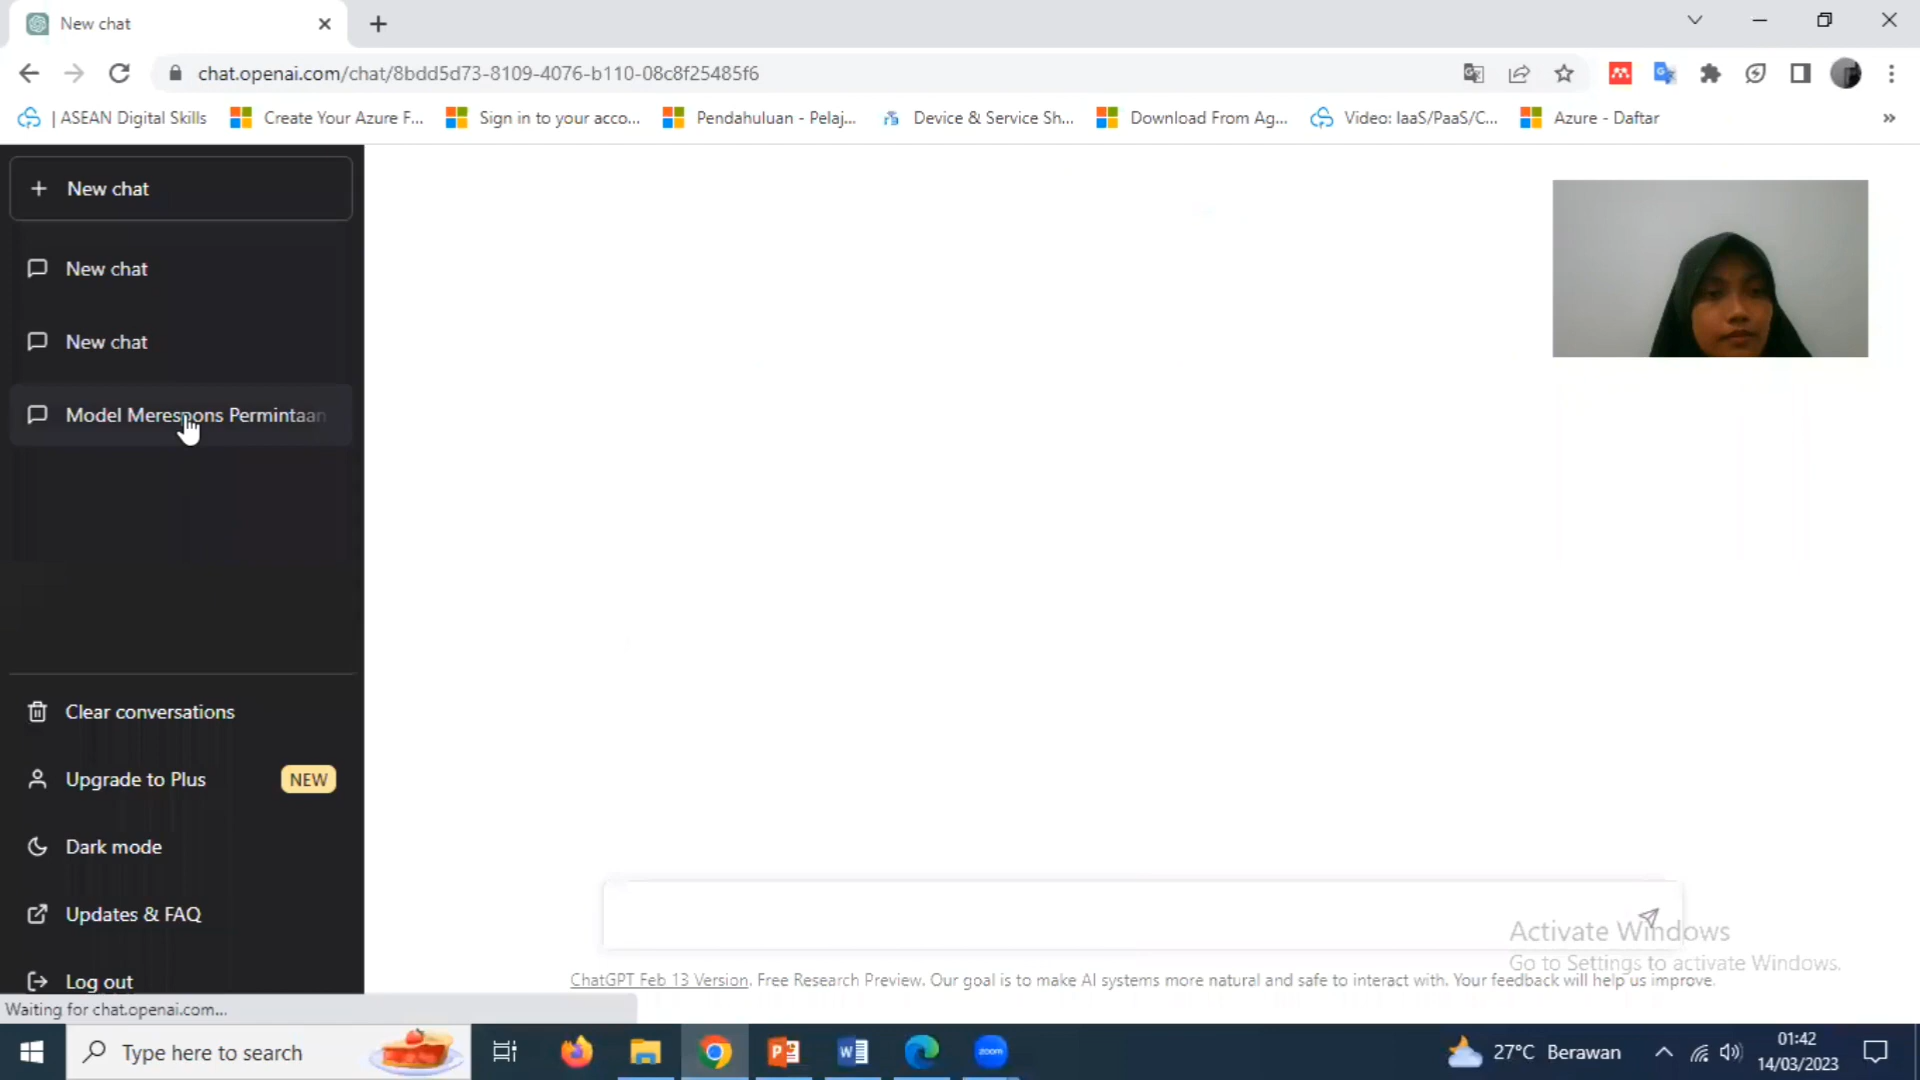 New chat
chat.openai.com/chat/8bdd5d73-8109-4076-b110-08c8f25485f6
| ASEAN Digital Skills
Create Your Azure F...
Sign in to your acco...
Pendahuluan - Pelaj...
Device & Service Sh...
Download From Ag...
Video: IaaS/PaaS/C...
Azure - Daftar
»
+ New chat
New chat
New chat
Model Merespons Permintaan
Clear conversations
Upgrade to Plus
NEW
Dark mode
Updates & FAQ
Log out
Activate Windows
Go to Settings to activate Windows.
ChatGPT Feb 13 Version. Free Research Preview. Our goal is to make AI systems more natural and safe to interact with. Your feedback will help us improve.
Waiting for chat.openai.com...
Type here to search
zoom
27°C Berawan
01:42
14/03/2023